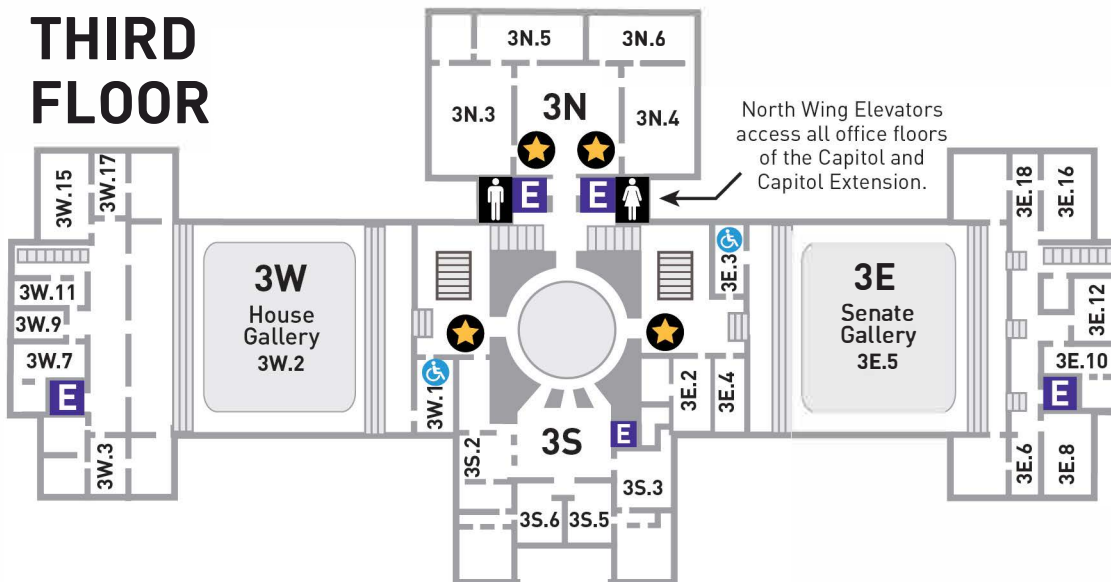 THIRD
FLOOR
3N.5
3N.6
3N.3
3N
3N.4
North Wing Elevators
access all office floors
of the Capitol and
Capitol Extension.
E
E
3W.15
3W.17
3E.18
3E.16
3W.11
3W.9
3W.7
E
3W.3
3W
House
Gallery
3W.2
3W.1
3E.3
3E
Senate
Gallery
3E.5
3E.12
3E.10
E
3E.2
3E.4
3S
E
3S.2
3S.3
3S.6
3S.5
3E.6
3E.8